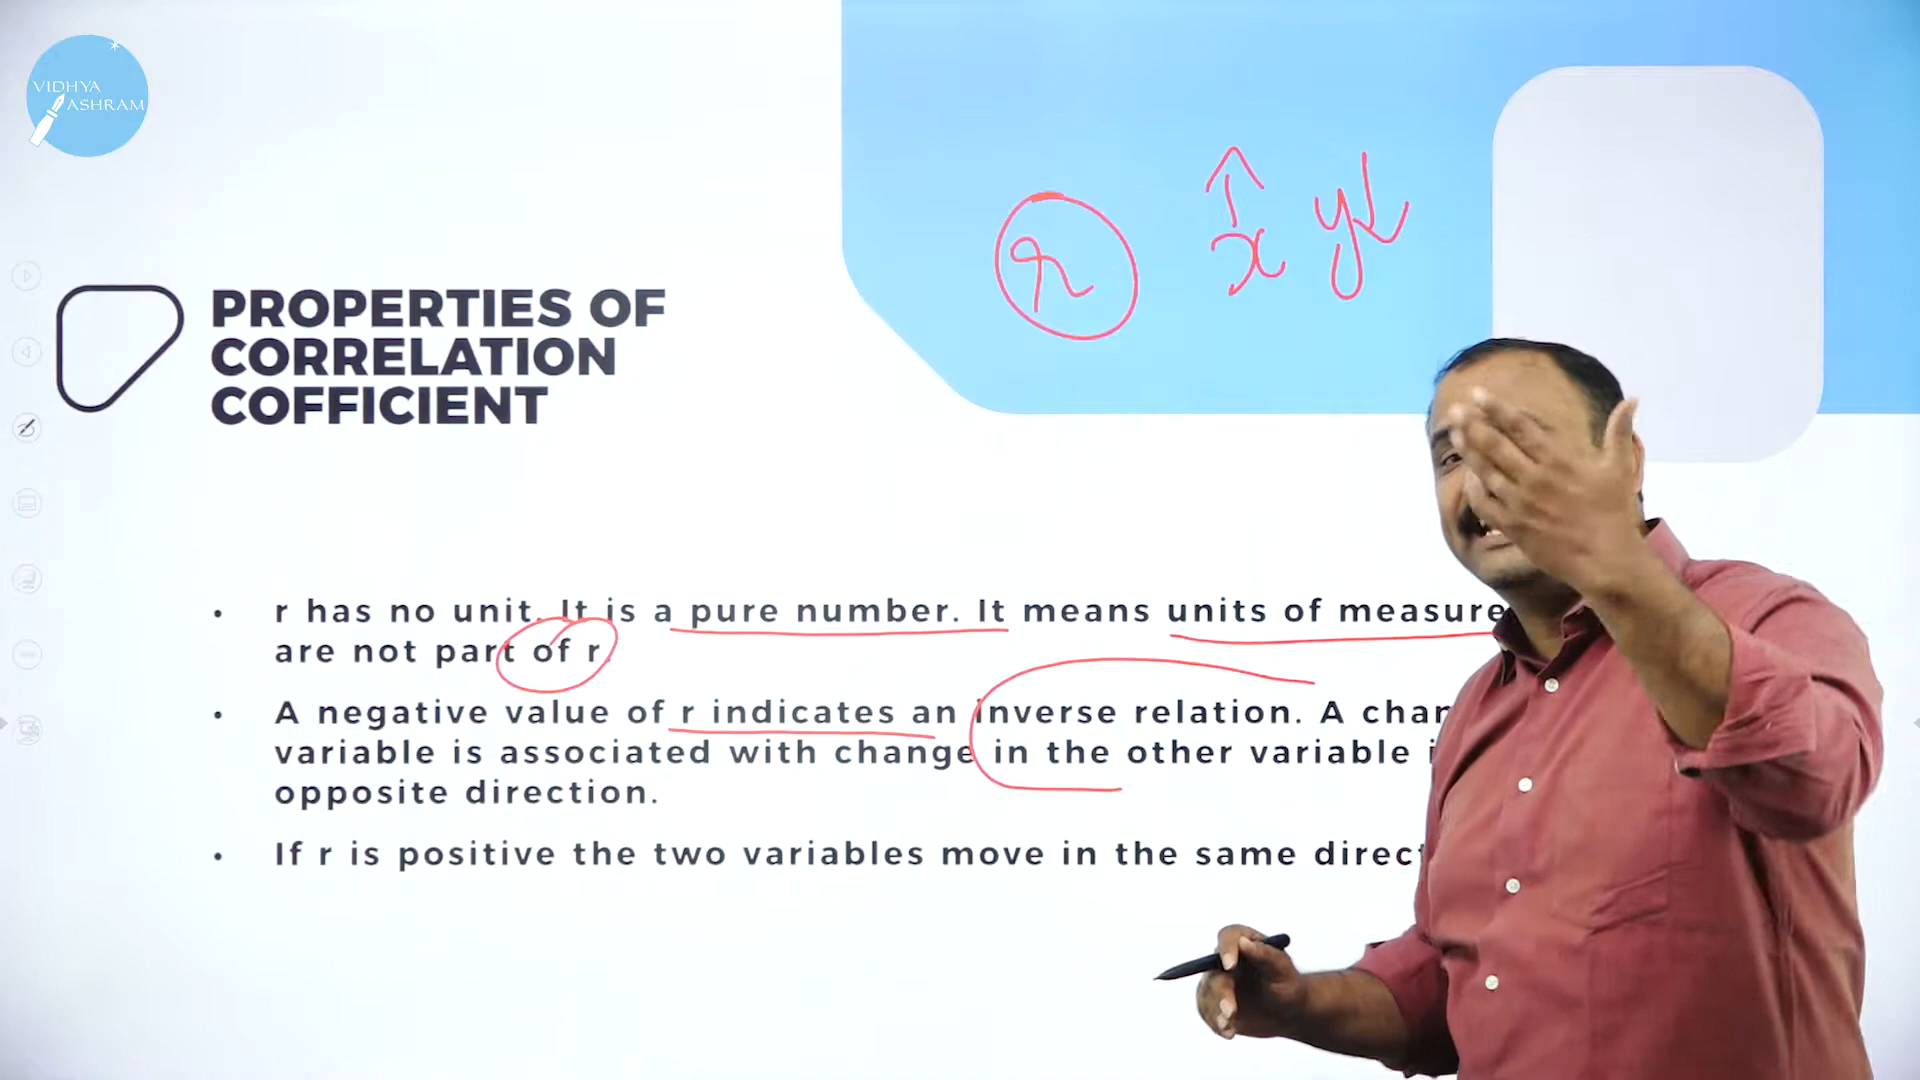 VIDHYA
ASHRAM
r x y
PROPERTIES OF
CORRELATION
COFFICIENT
• r has no unit. It is a pure number. It means units of measure
are not part of r.
• A negative value of r indicates an inverse relation. A
variable is associated with change in the other variable
opposite direction.
• If r is positive the two variables move in the same